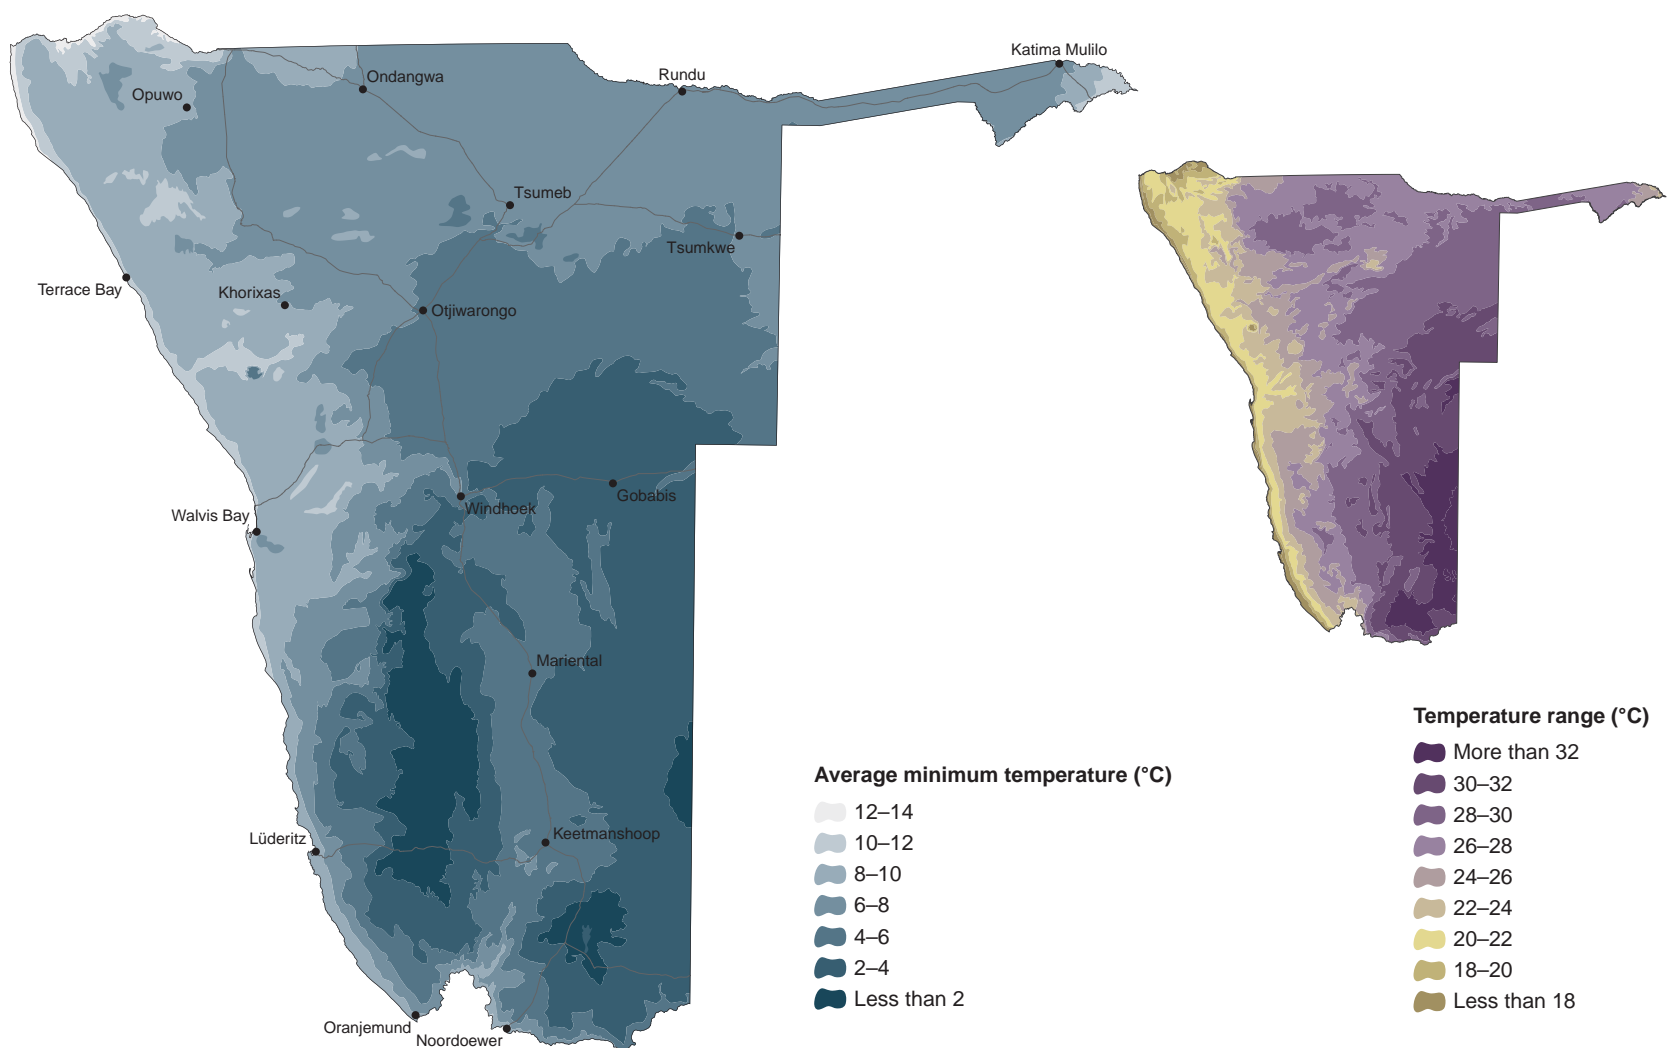 Katima Mulilo
Rundu
Ondangwa
Opuwo
Tsumeb
Tsumkwe
Terrace Bay
Khorixas
Otjiwarongo
Gobabis
Windhoek
Walvis Bay
Mariental
Keetmanshoop
Lüderitz
Oranjemund
Noordoewer
Average minimum temperature (°C)
12–14
10–12
8–10
6–8
4–6
2–4
Less than 2
Temperature range (°C)
More than 32
30–32
28–30
26–28
24–26
22–24
20–22
18–20
Less than 18